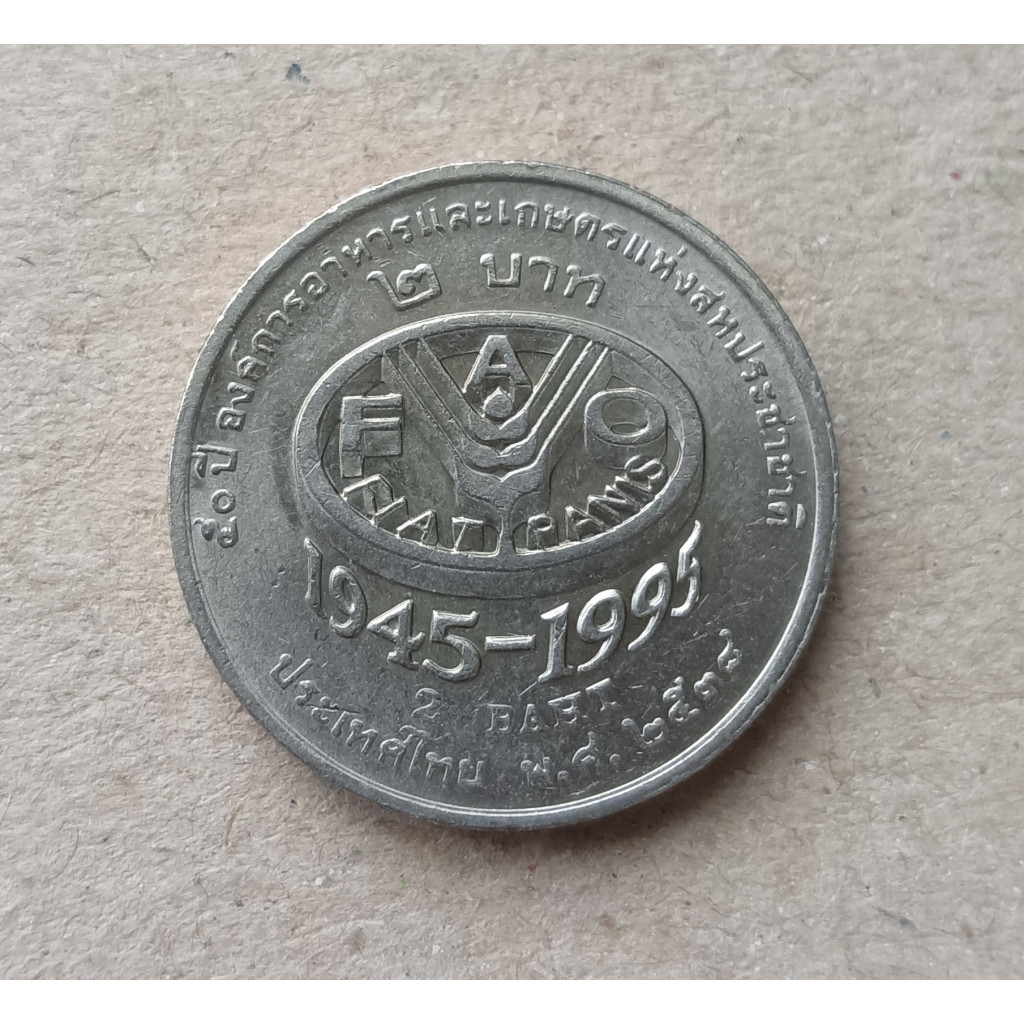 ๕๐ปี องค์การอาหารและเกษตรแห่งสหประชาชาติ
๒ บาท
F A O
FIAT PANIS
1945-1995
2 BAHT
ประเทศไทย พ.ศ. ๒๕๓๘